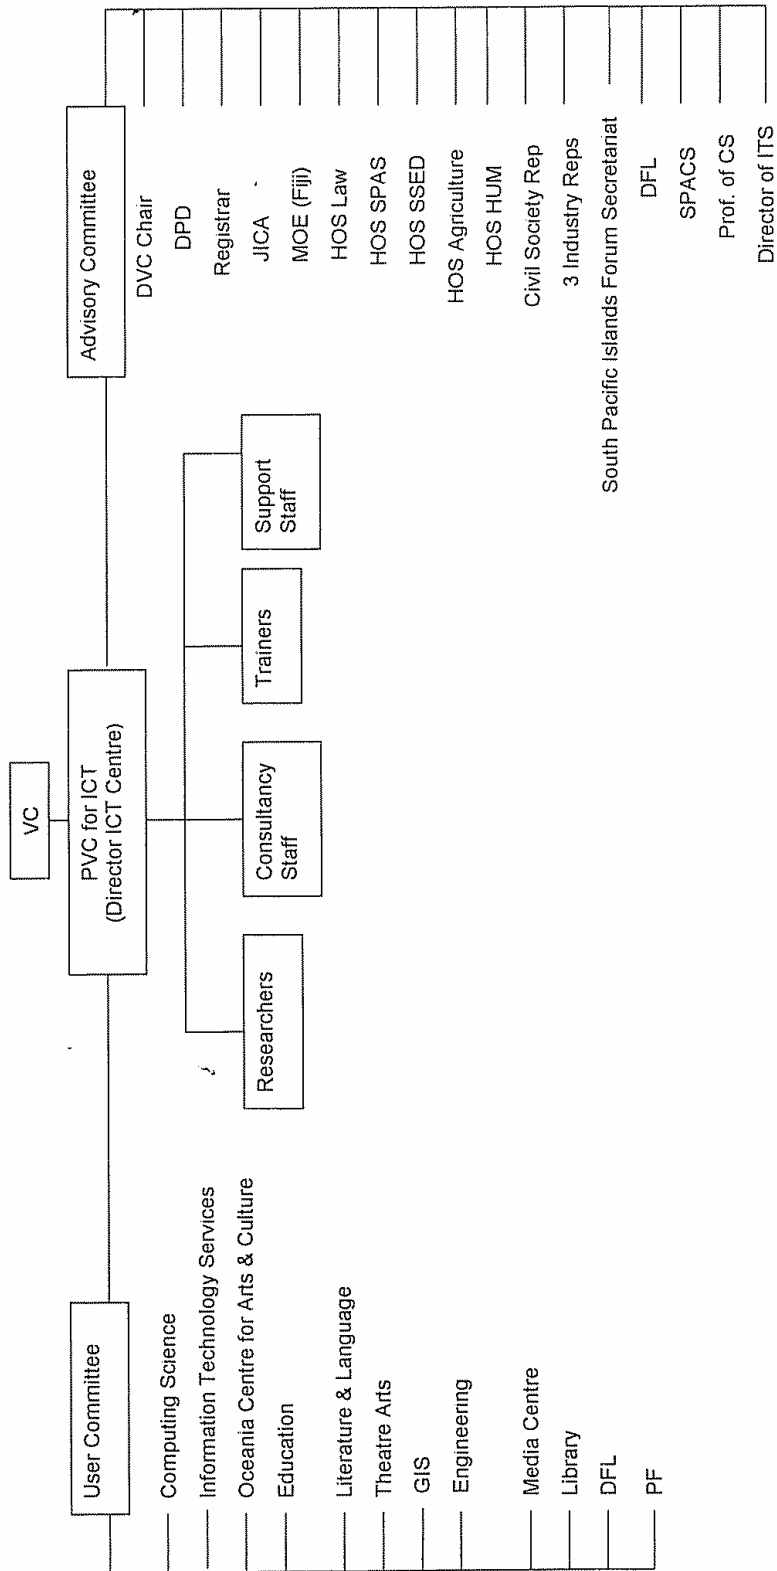 VC
PVC for ICT
(Director ICT Centre)
User Committee
Computing Science
Information Technology Services
Oceania Centre for Arts & Culture
Education
Literature & Language
Theatre Arts
GIS
Engineering
Media Centre
Library
DFL
PF
Researchers
Consultancy
Staff
Trainers
Support
Staff
Advisory Committee
DVC Chair
DPD
Registrar
JICA
MOE (Fiji)
HOS Law
HOS SPAS
HOS SSED
HOS Agriculture
HOS HUM
Civil Society Rep
3 Industry Reps
South Pacific Islands Forum Secretariat
DFL
SPACS
Prof. of CS
Director of ITS